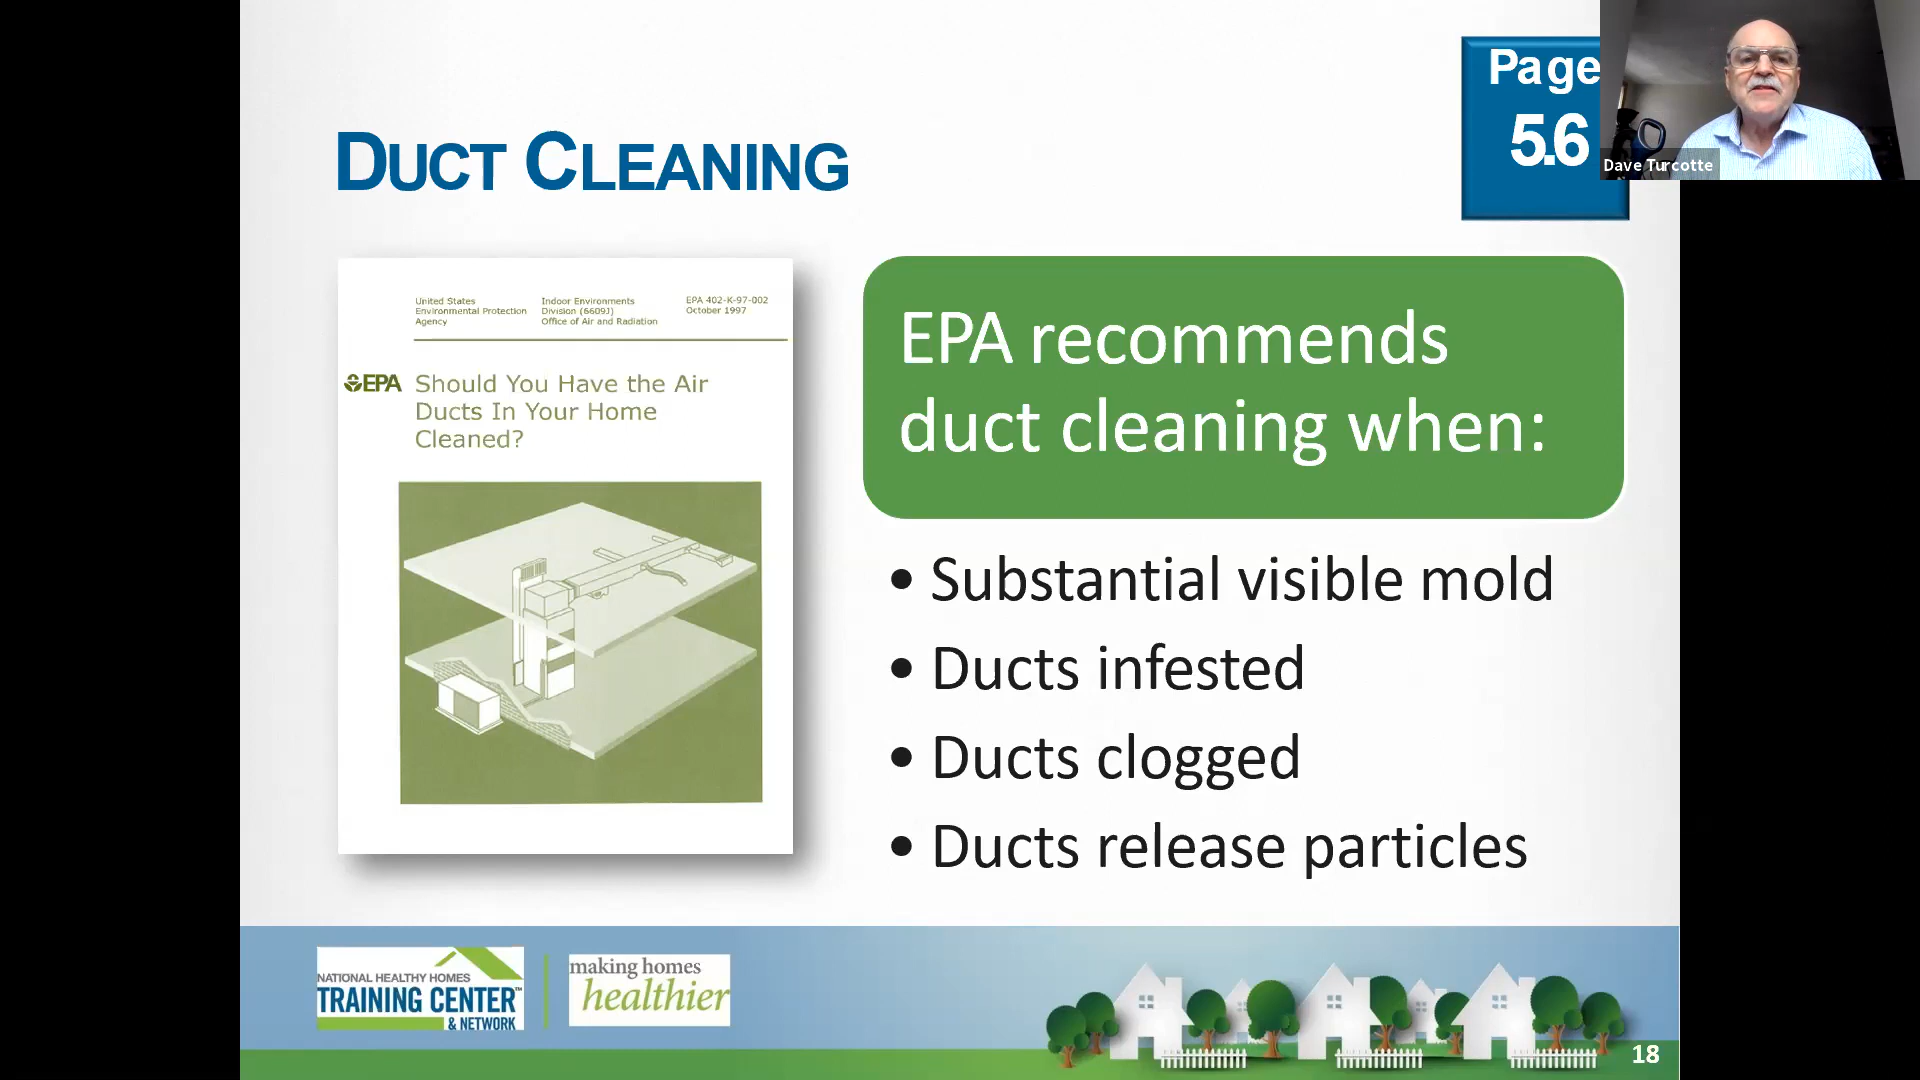 Page
5.6
Dave Turcotte
DUCT CLEANING
United States
Environmental Protection
Agency
Indoor Environments
Division (6609J)
Office of Air and Radiation
EPA 402-K-97-002
October 1997
EPA
Should You Have the Air
Ducts In Your Home
Cleaned?
EPA recommends
duct cleaning when:
• Substantial visible mold
• Ducts infested
• Ducts clogged
• Ducts release particles
NATIONAL HEALTHY HOMES
TRAINING CENTER™
& NETWORK
making homes
healthier
18